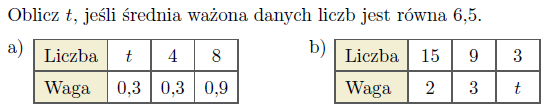 Oblicz t, jeśli średnia ważona danych liczb jest równa 6,5.
a) Liczba t 4 8
Waga 0,3 0,3 0,9
b) Liczba 15 9 3
Waga 2 3 t